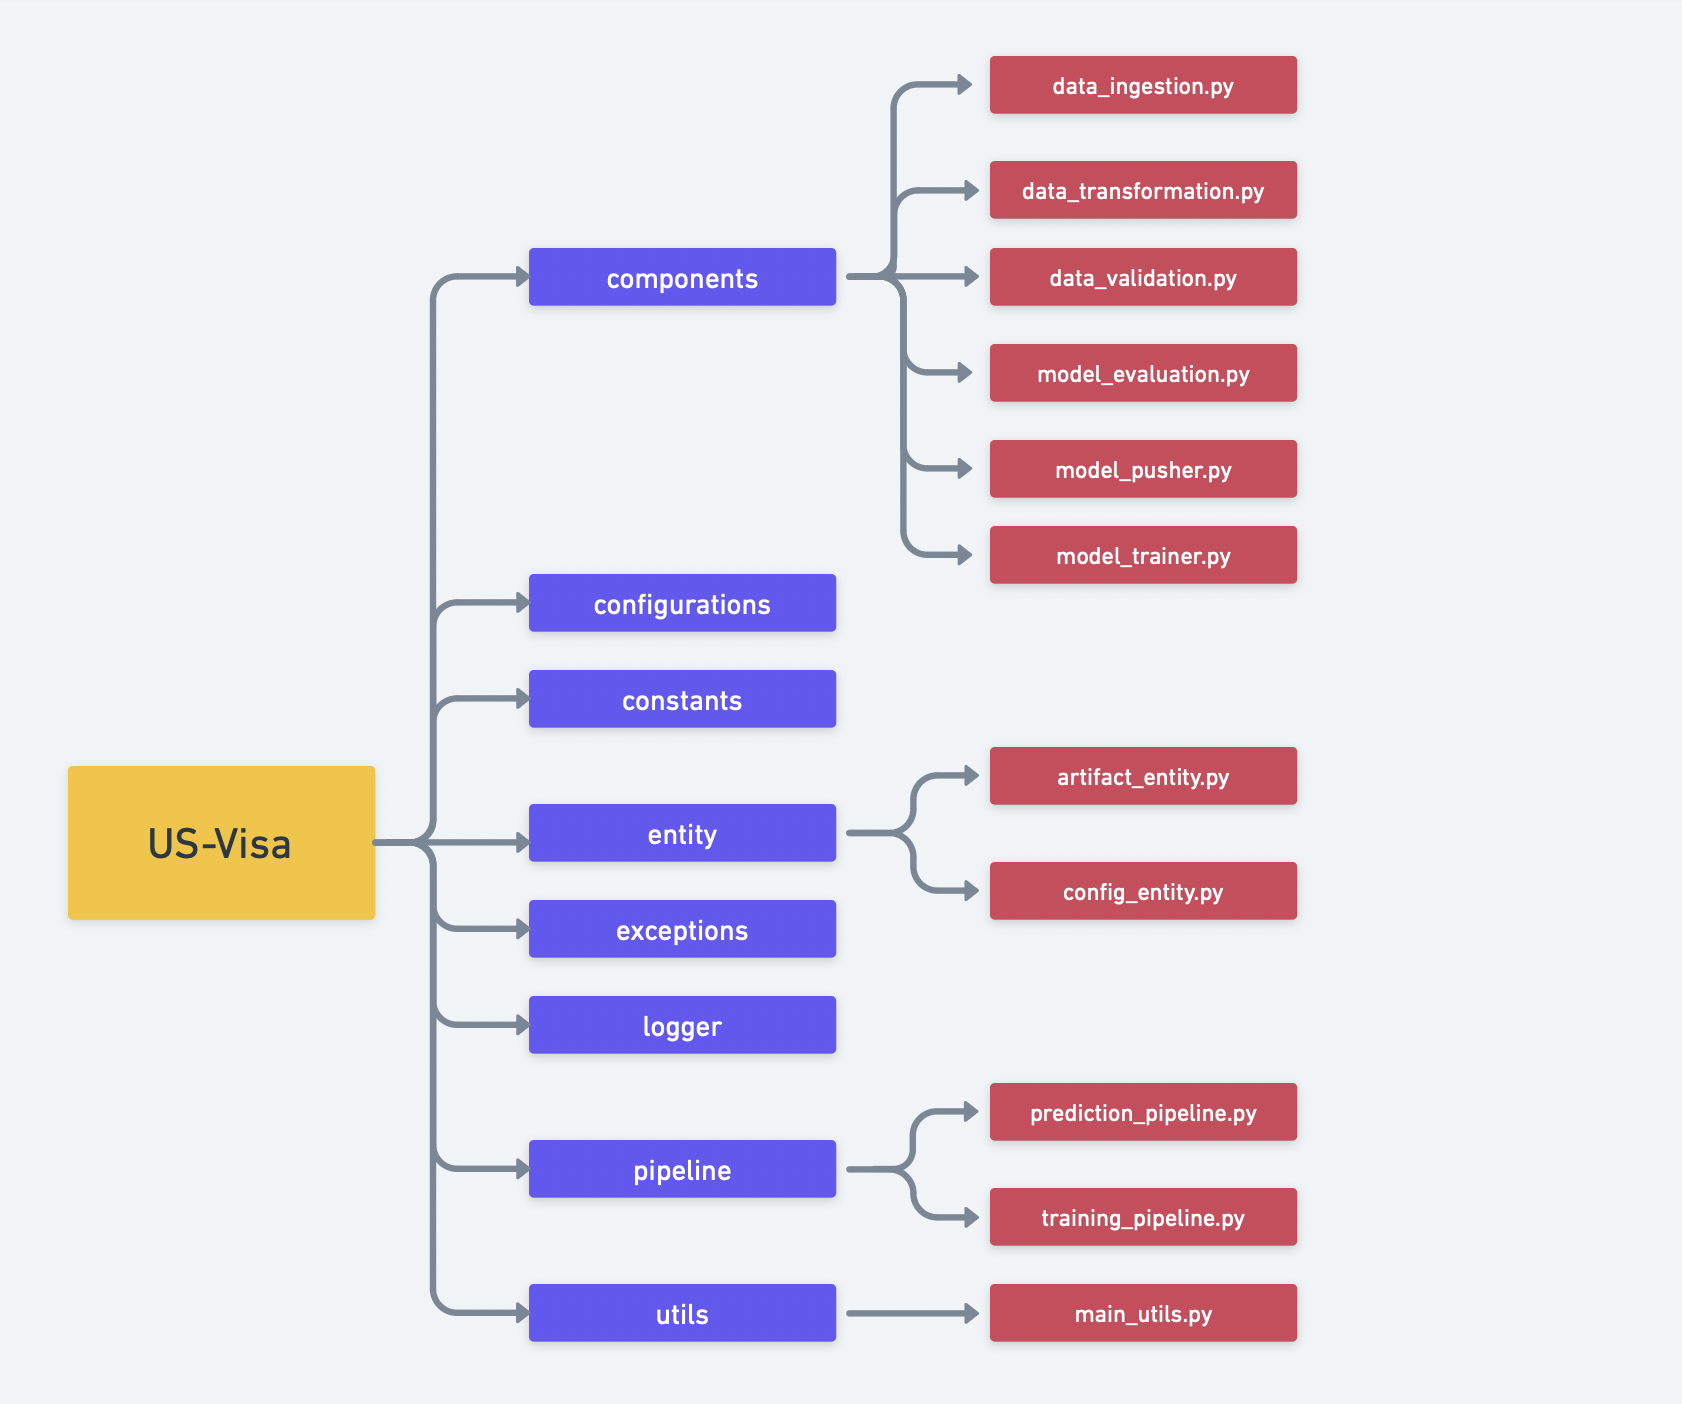 US-Visa
components
data_ingestion.py
data_transformation.py
data_validation.py
model_evaluation.py
model_pusher.py
model_trainer.py
configurations
constants
entity
artifact_entity.py
config_entity.py
exceptions
logger
pipeline
prediction_pipeline.py
training_pipeline.py
utils
main_utils.py